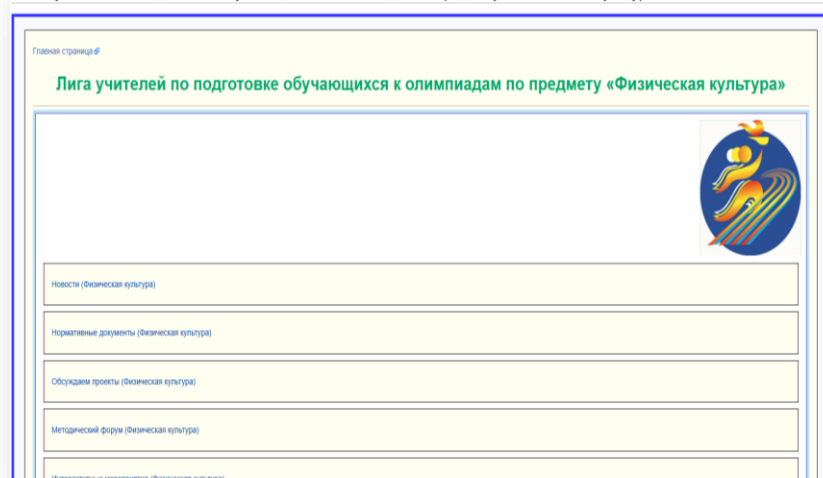 Главная страница
Лига учителей по подготовке обучающихся к олимпиадам по предмету «Физическая культура»
Новости (Физическая культура)
Нормативные документы (Физическая культура)
Обсуждаем проекты (Физическая культура)
Методический форум (Физическая культура)